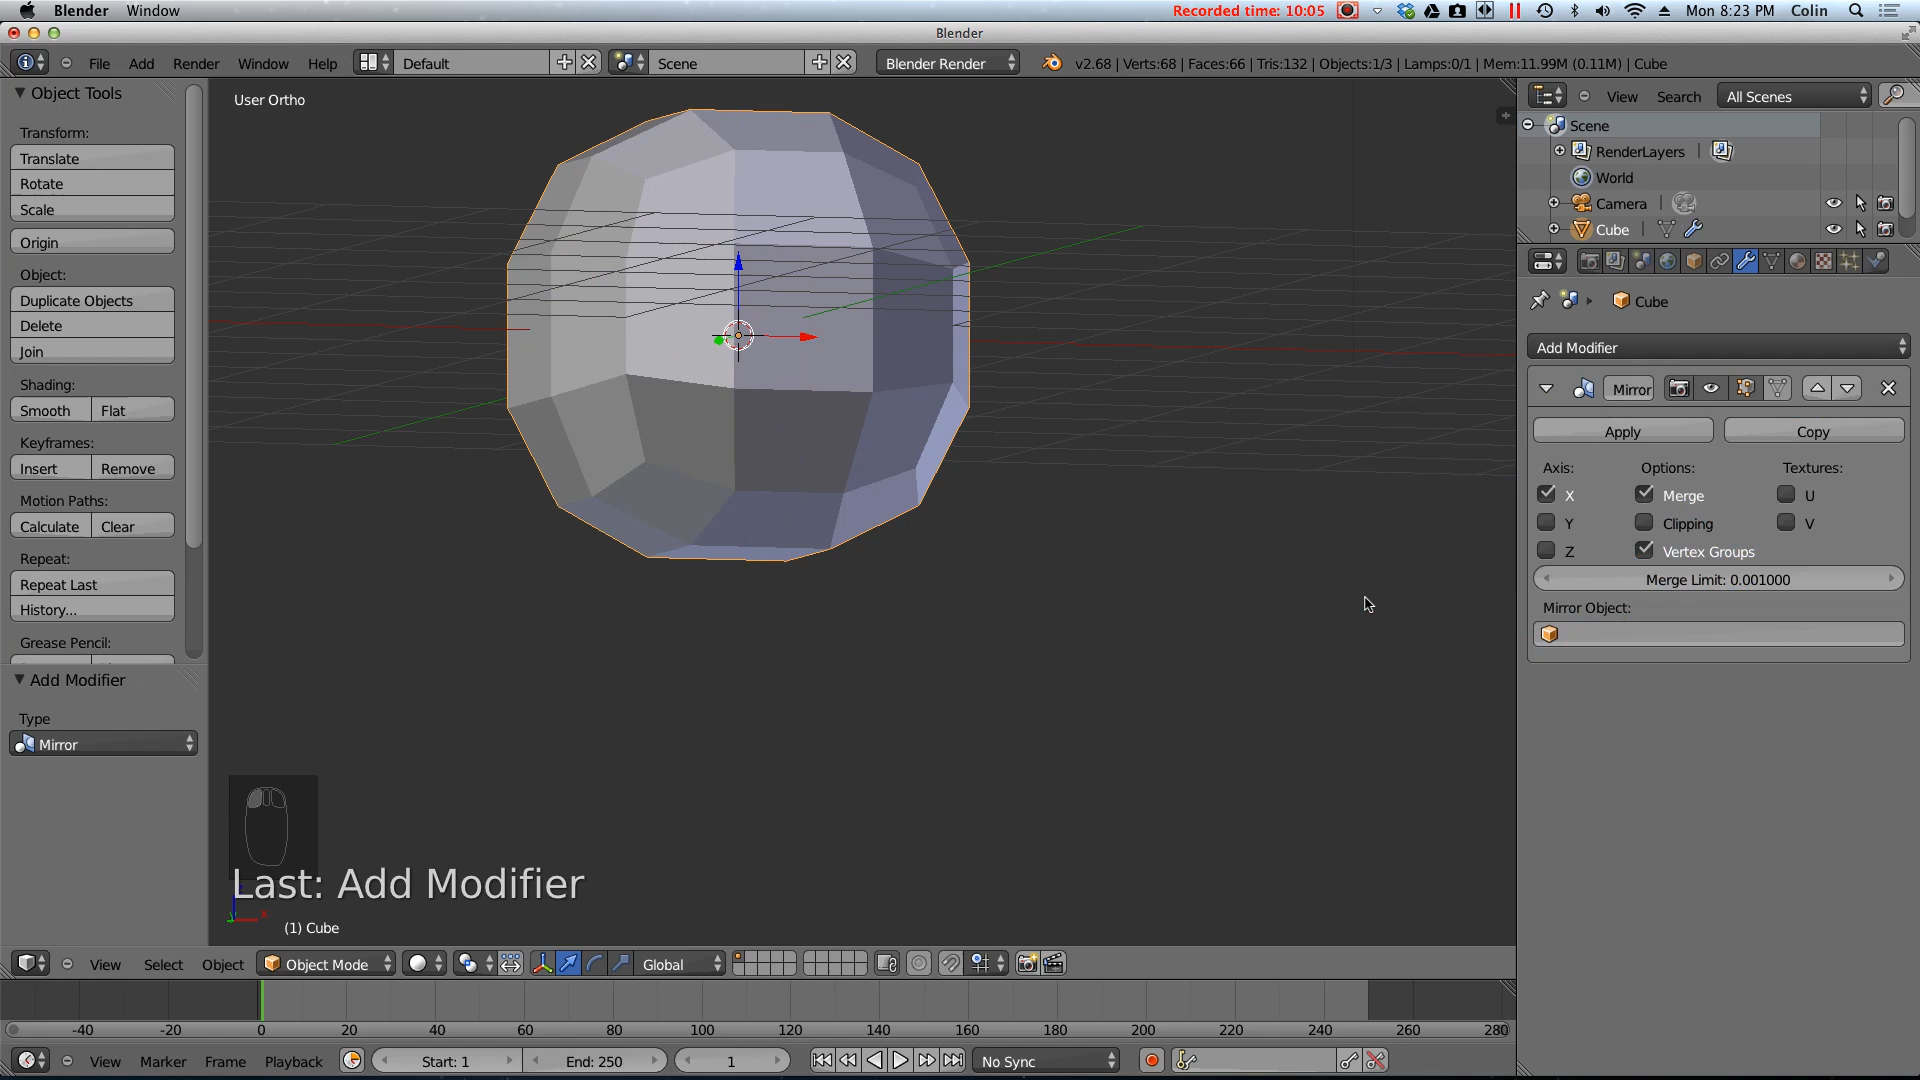 Blender Window Recorded time: 10:05 Mon 8:23 PM Colin
Blender
File Add Render Window Help Default Scene Blender Render v2.68 | Verts:68 | Faces:66 | Tris:132 | Objects:1/3 | Lamps:0/1 | Mem:11.99M (0.11M) | Cube
Object Tools
Transform:
Translate
Rotate
Scale
Origin
Object:
Duplicate Objects
Delete
Join
Shading:
Smooth Flat
Keyframes:
Insert Remove
Motion Paths:
Calculate Clear
Repeat:
Repeat Last
History...
Grease Pencil:
Add Modifier
Type
Mirror
User Ortho
Last: Add Modifier
(1) Cube
View Search All Scenes
Scene
RenderLayers
World
Camera
Cube
Cube
Add Modifier
Mirror
Apply Copy
Axis: Options: Textures:
X Merge U
Y Clipping V
Z Vertex Groups
Merge Limit: 0.001000
Mirror Object:
View Select Object Object Mode Global
-40 -20 0 20 40 60 80 100 120 140 160 180 200 220 240 260 280
View Marker Frame Playback Start: 1 End: 250 1 No Sync